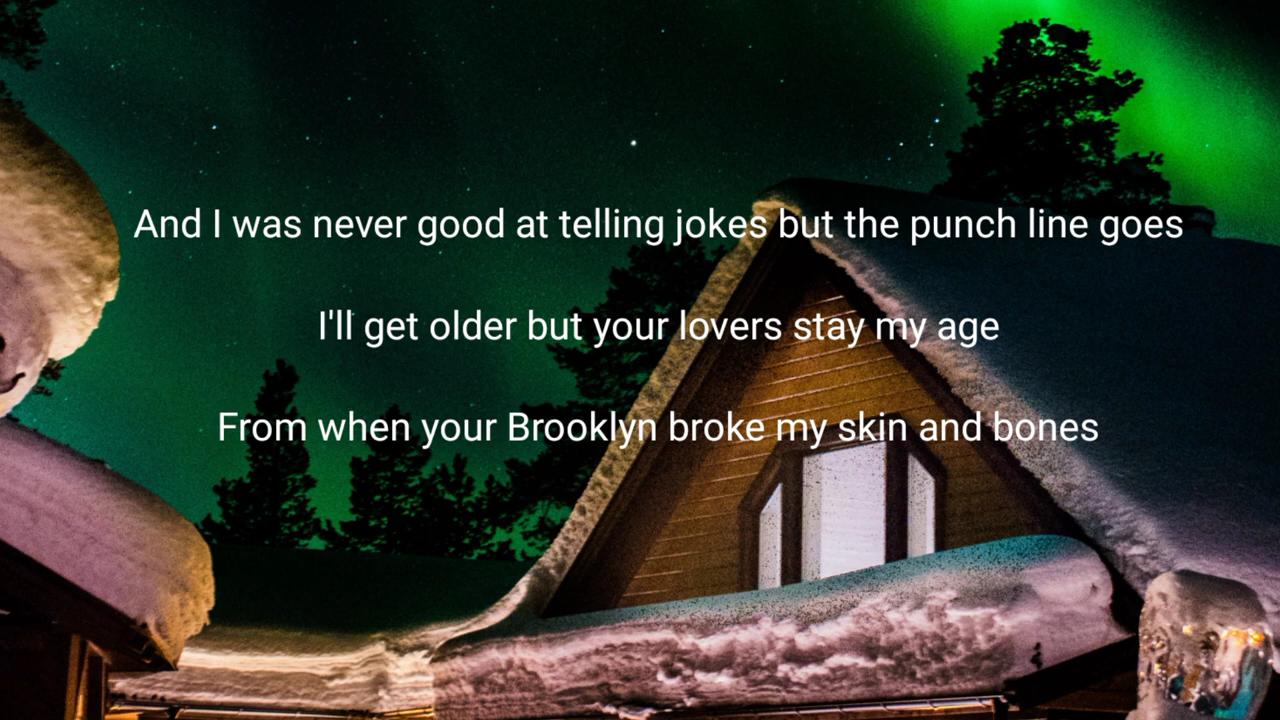 And I was never good at telling jokes but the punch line goes
I'll get older but your lovers stay my age
From when your Brooklyn broke my skin and bones